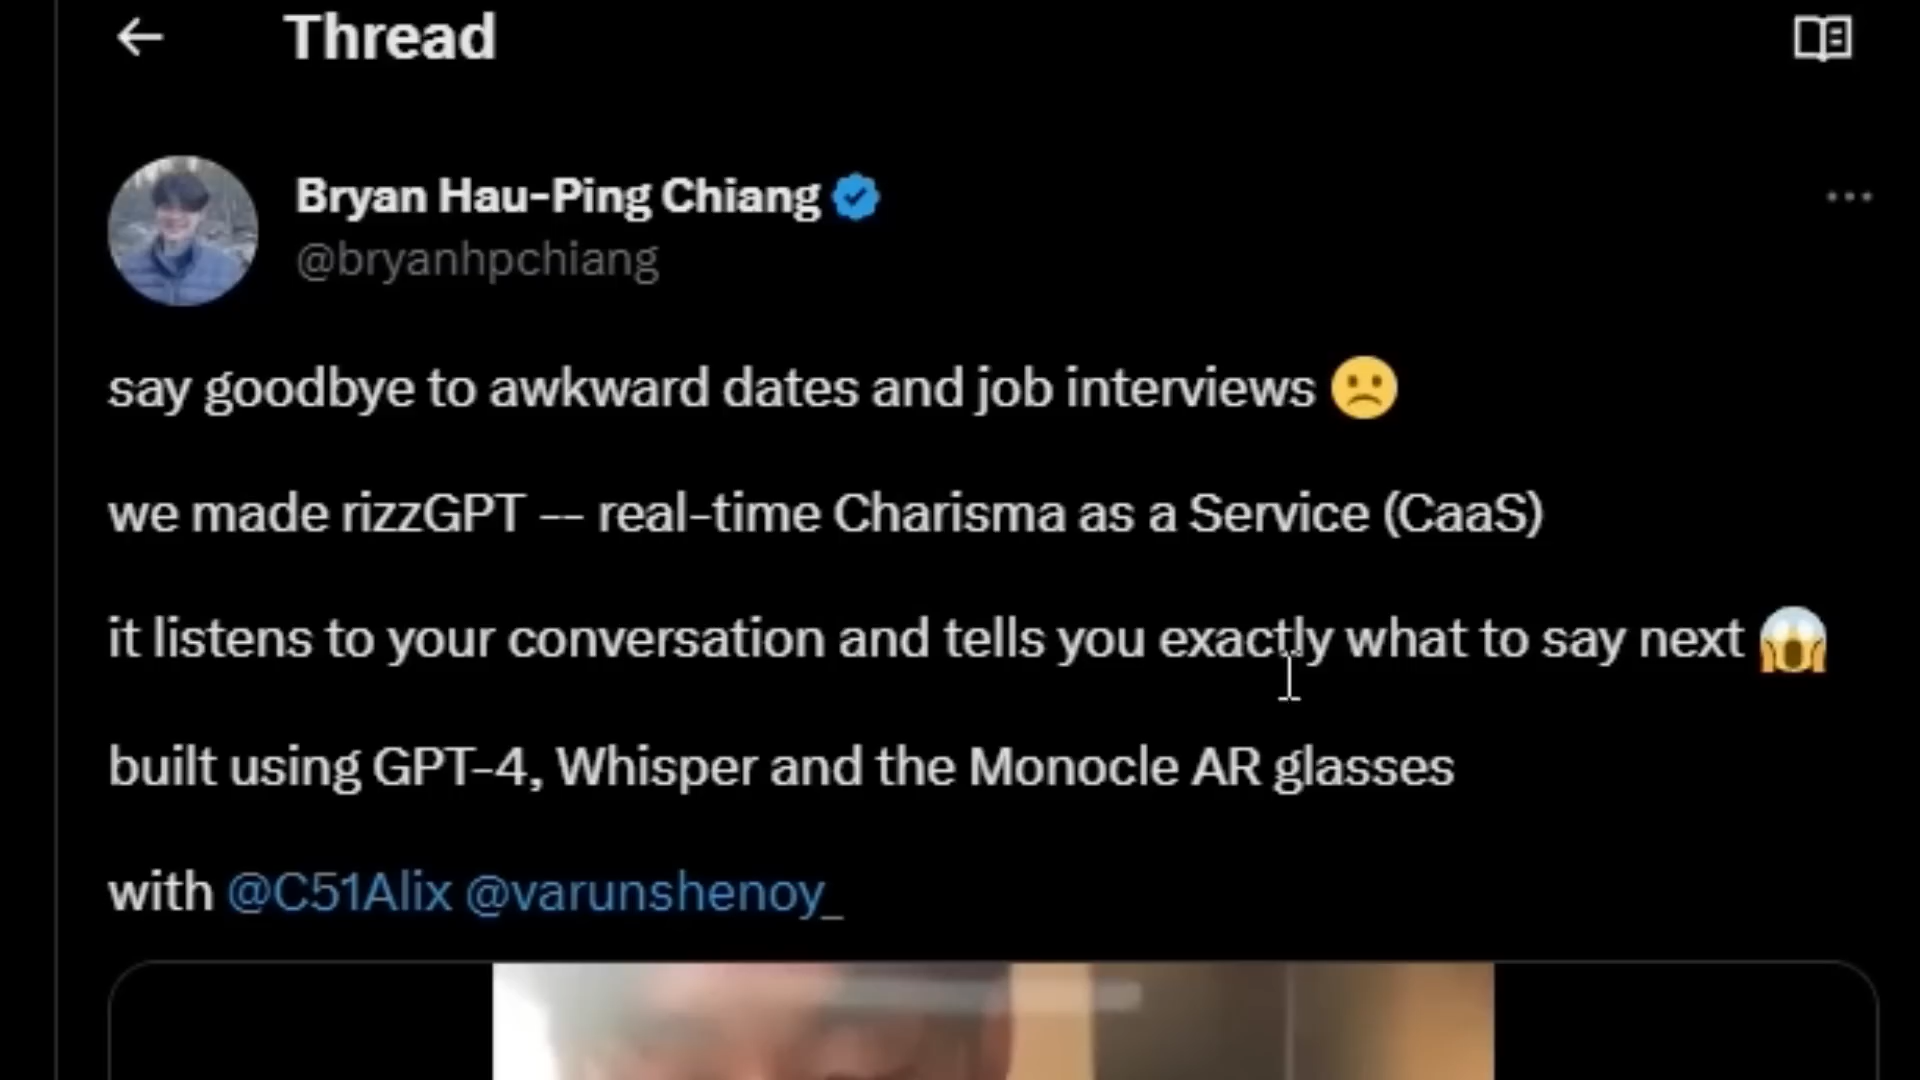 Thread
Bryan Hau-Ping Chiang
@bryanhpchiang
say goodbye to awkward dates and job interviews 🙁
we made rizzGPT -- real-time Charisma as a Service (CaaS)
it listens to your conversation and tells you exactly what to say next 😱
built using GPT-4, Whisper and the Monocle AR glasses
with @C51Alix @varunshenoy_